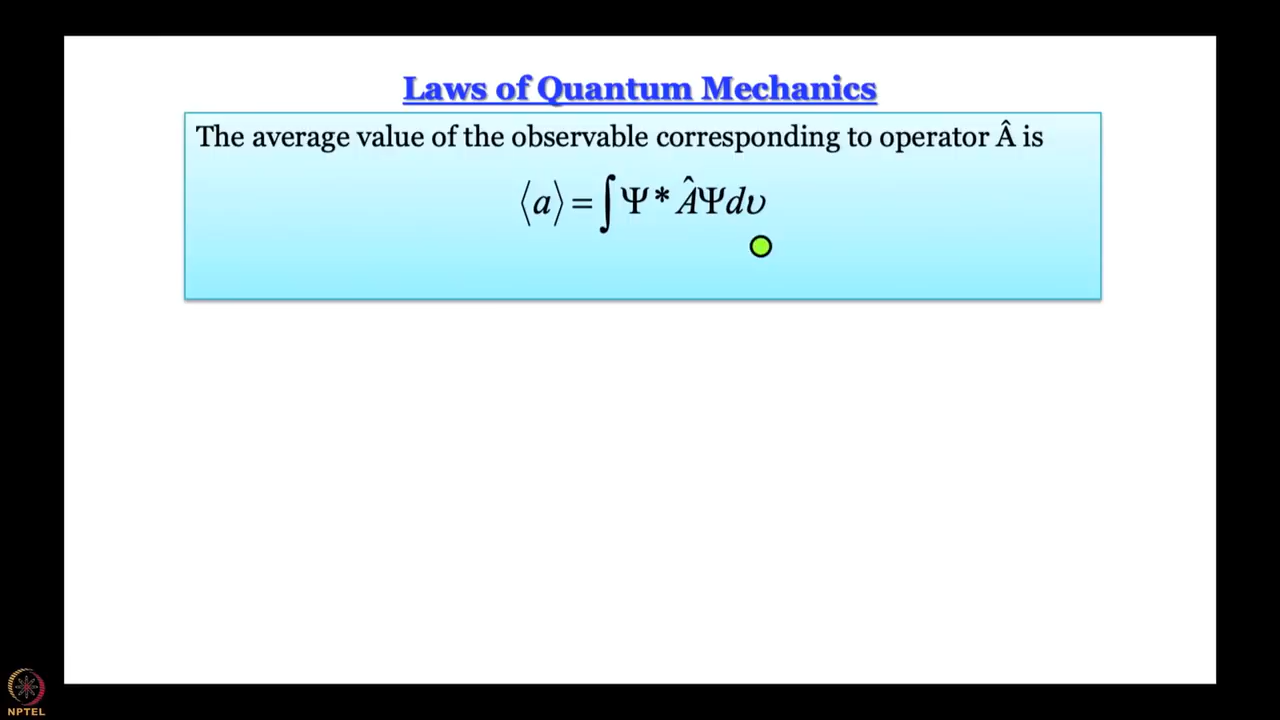 Laws of Quantum Mechanics
The average value of the observable corresponding to operator Â is
⟨a⟩ = ∫Ψ* ÂΨdυ
NPTEL